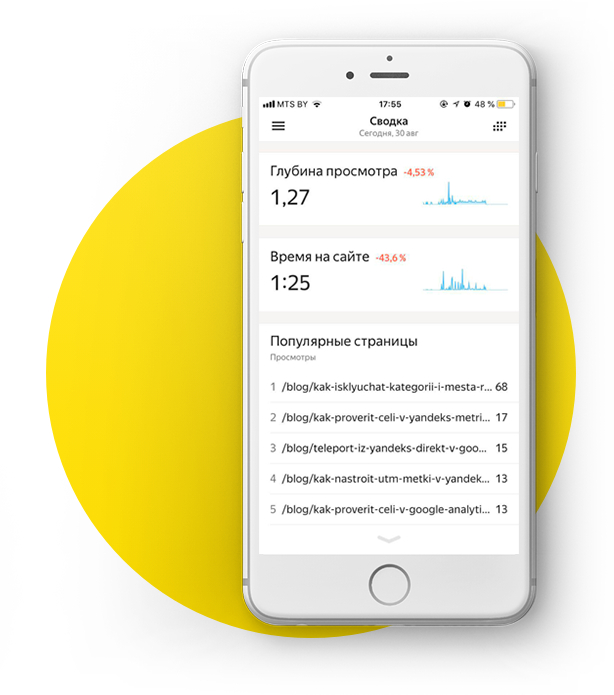 MTS BY 17:55 48 %
Сводка
Сегодня, 30 авг
Глубина просмотра -4,53 %
1,27
Время на сайте -43,6 %
1:25
Популярные страницы
Просмотры
1 /blog/kak-isklyuchat-kategorii-i-mesta-r... 68
2 /blog/kak-proverit-celi-v-yandeks-metri... 17
3 /blog/teleport-iz-yandeks-direkt-v-goo... 15
4 /blog/kak-nastroit-utm-metki-v-yandek... 13
5 /blog/kak-proverit-celi-v-google-analyti... 13